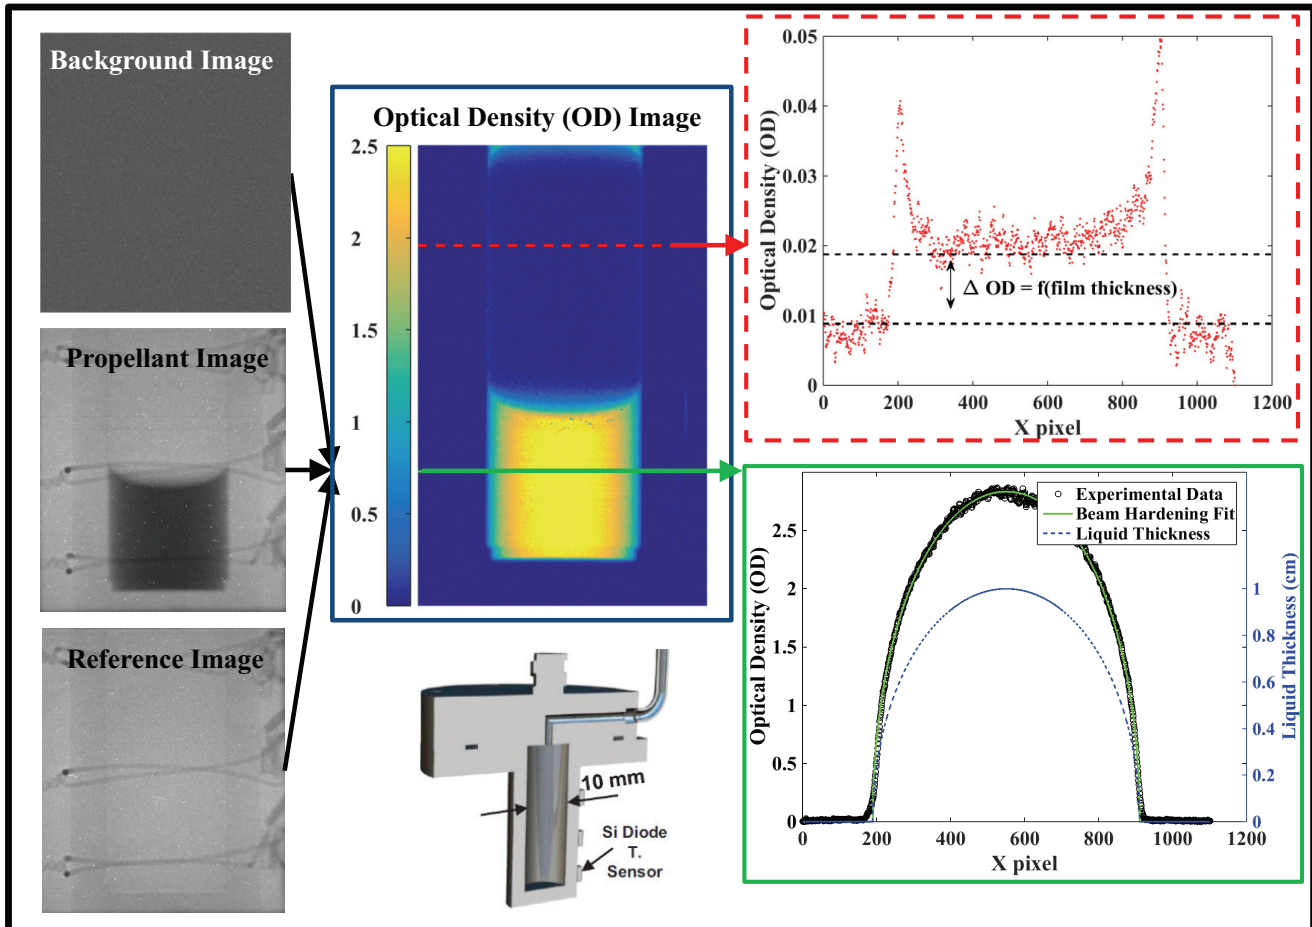 Background Image
Propellant Image
Reference Image
Optical Density (OD) Image
2.5
2
1.5
1
0.5
0
10 mm
Si Diode
T.
Sensor
Optical Density (OD)
0.05
0.04
0.03
0.02
0.01
0
Δ OD = f(film thickness)
0 200 400 600 800 1000 1200
X pixel
Optical Density (OD)
2.5
2
1.5
1
0.5
0
Experimental Data
Beam Hardening Fit
Liquid Thickness
Liquid Thickness (cm)
1
0.8
0.6
0.4
0.2
0
0 200 400 600 800 1000 1200
X pixel